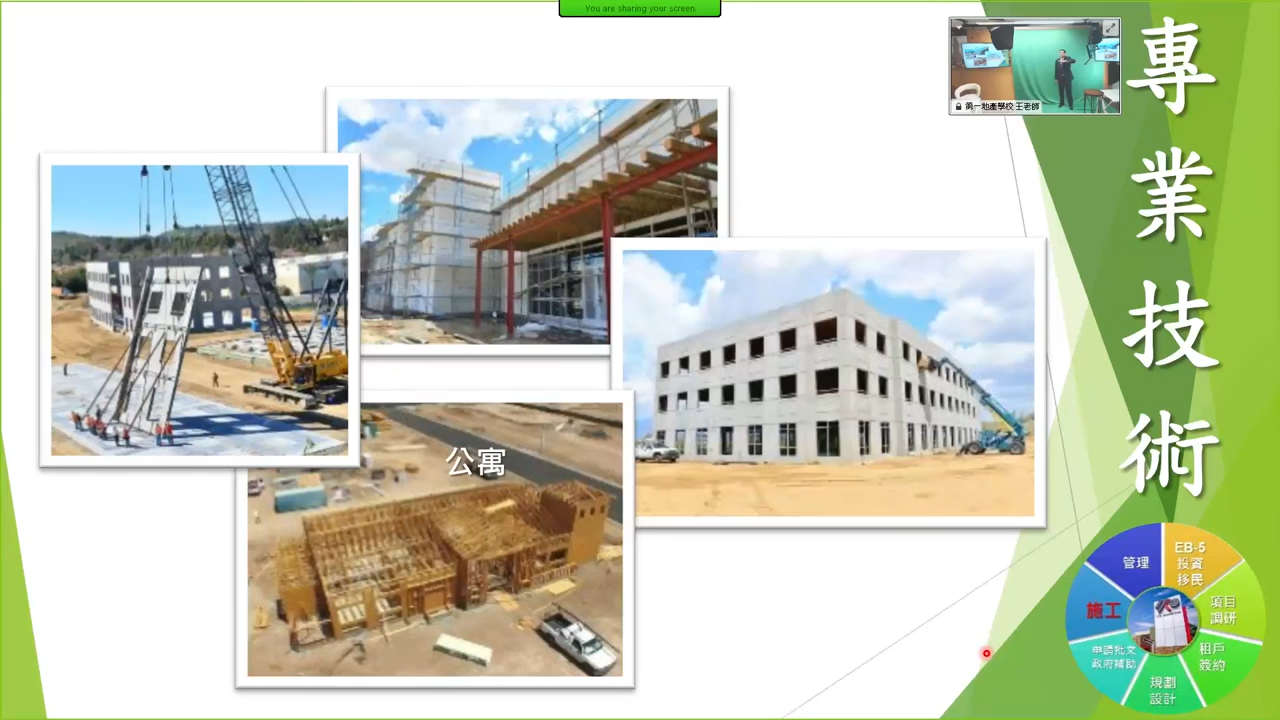 You are sharing your screen.
第一地產學校 王老師
專業技術
公寓
EB-5
投資
移民
項目
調研
租戶
簽約
規劃
設計
申請批文
政府補助
施工
管理